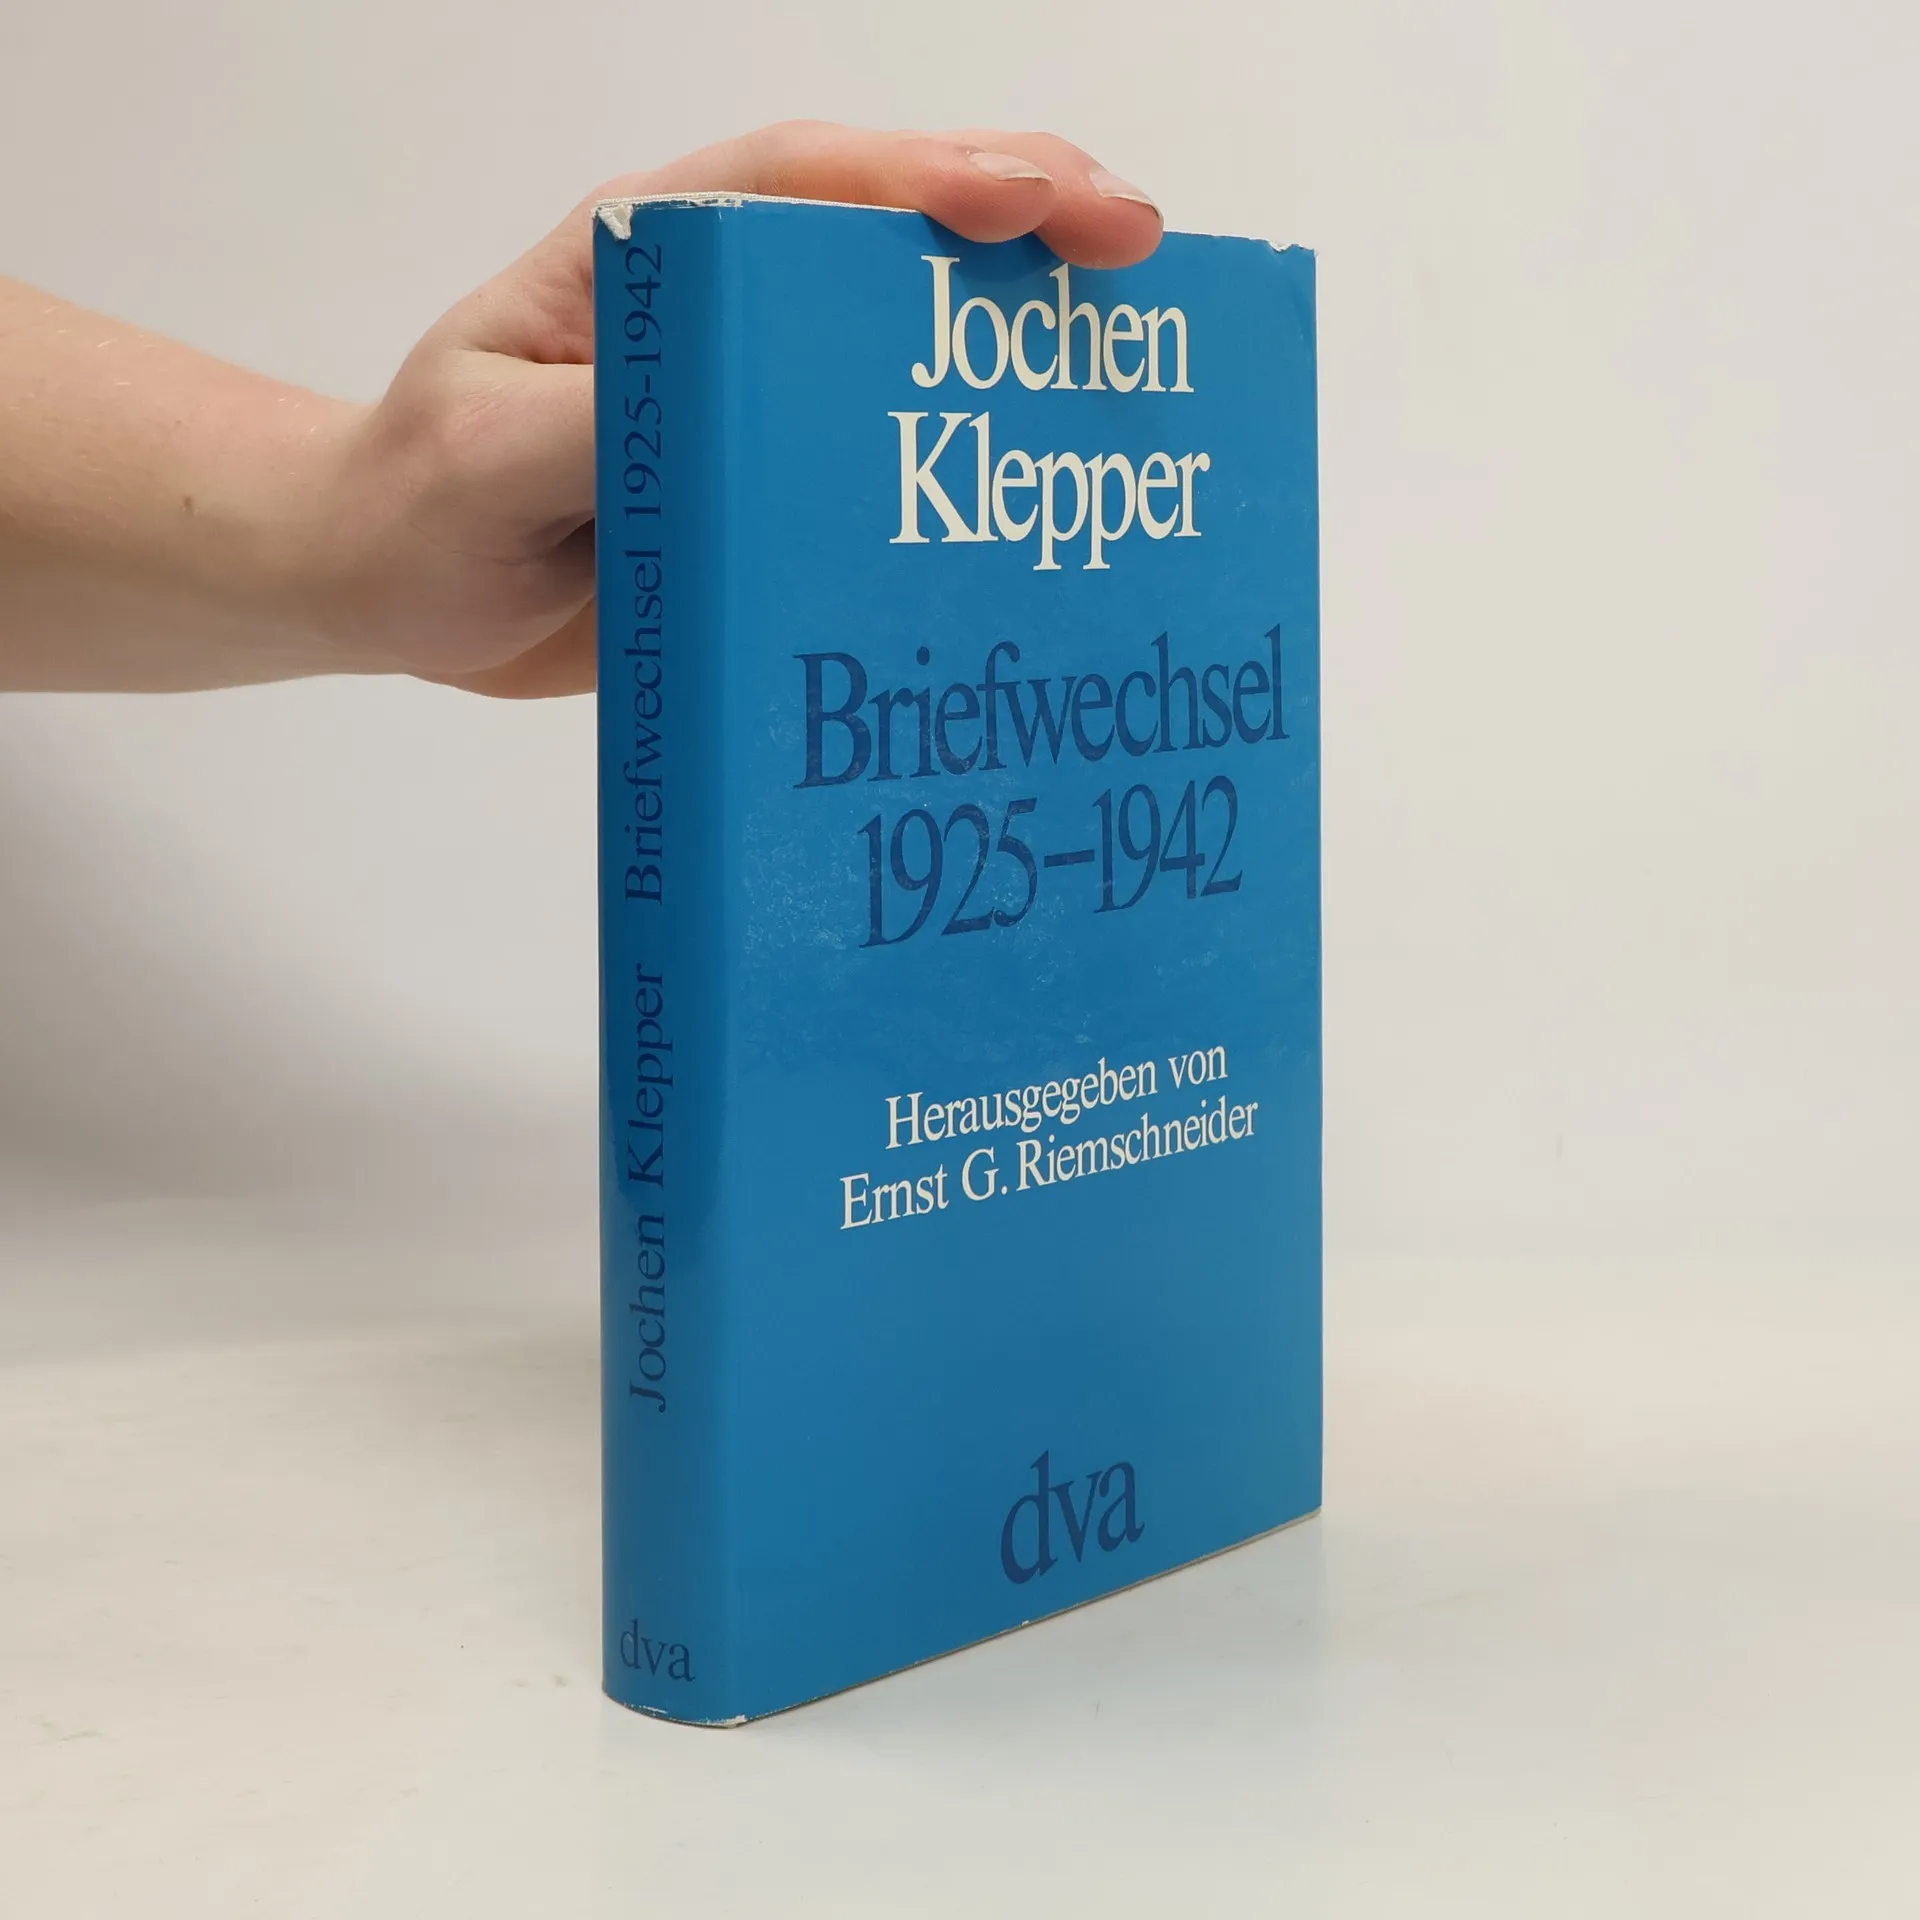 Jochen Klepper Briefwechsel 1925-1942
dva
Jochen
Klepper
Briefwechsel
1925–1942
Herausgegeben von
Ernst G. Riemschneider
dva